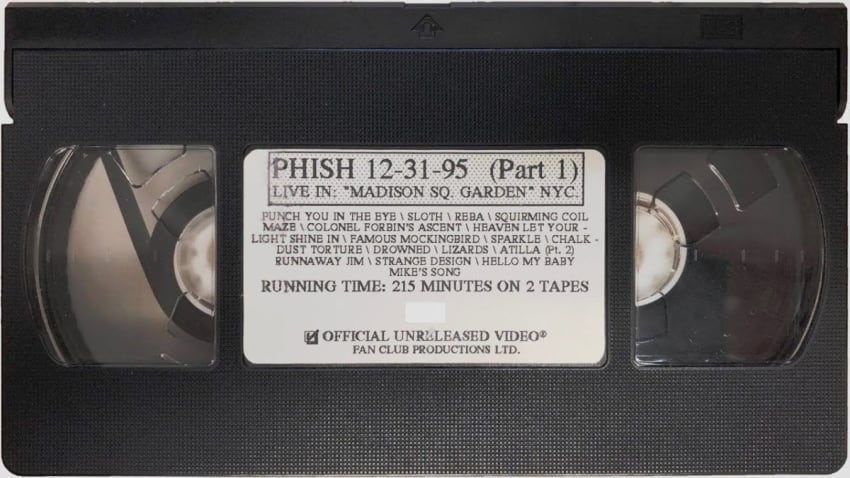 PHISH 12-31-95 (Part 1)
LIVE IN: "MADISON SQ. GARDEN" NYC.
PUNCH YOU IN THE EYE \ SLOTH \ REBA \ SQUIRMING COIL
MAZE \ COLONEL FORBIN'S ASCENT \ HEAVEN LET YOUR -
LIGHT SHINE IN \ FAMOUS MOCKINGBIRD \ SPARKLE \ CHALK -
DUST TORTURE \ DROWNED \ LIZARDS \ ATILLA (Pt. 2)
RUNNAWAY JIM \ STRANGE DESIGN \ HELLO MY BABY
MIKE'S SONG
RUNNING TIME: 215 MINUTES ON 2 TAPES
OFFICIAL UNRELEASED VIDEO®
FAN CLUB PRODUCTIONS LTD.